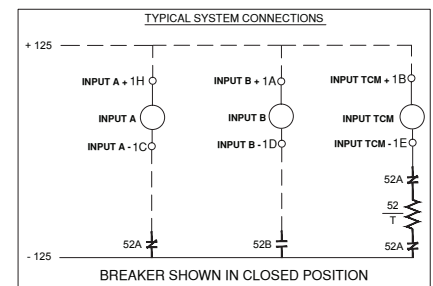 TYPICAL SYSTEM CONNECTIONS
+ 125
INPUT A + 1H
INPUT B + 1A
INPUT TCM + 1B
INPUT A
INPUT B
INPUT TCM
INPUT A - 1C
INPUT B - 1D
INPUT TCM - 1E
52A
52
T
52A
52B
52A
- 125
BREAKER SHOWN IN CLOSED POSITION